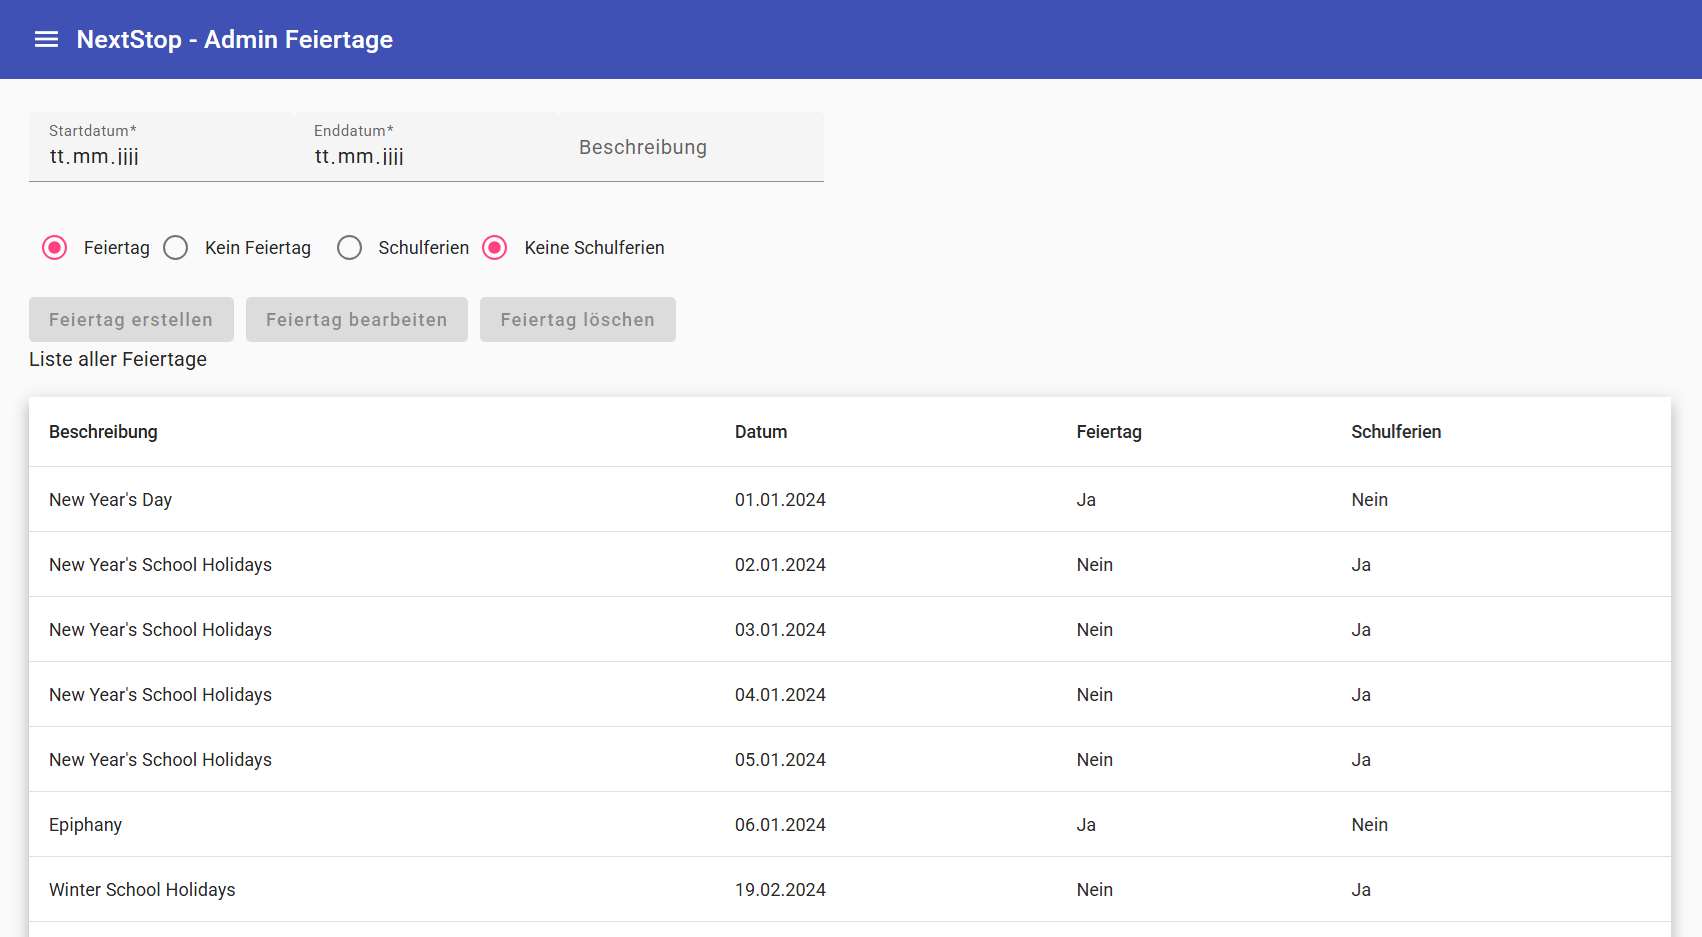 NextStop - Admin Feiertage
Startdatum* Enddatum*
tt.mm.jjjj tt.mm.jjjj Beschreibung
Feiertag Kein Feiertag Schulferien Keine Schulferien
Feiertag erstellen Feiertag bearbeiten Feiertag löschen
Liste aller Feiertage
Beschreibung Datum Feiertag Schulferien
New Year's Day 01.01.2024 Ja Nein
New Year's School Holidays 02.01.2024 Nein Ja
New Year's School Holidays 03.01.2024 Nein Ja
New Year's School Holidays 04.01.2024 Nein Ja
New Year's School Holidays 05.01.2024 Nein Ja
Epiphany 06.01.2024 Ja Nein
Winter School Holidays 19.02.2024 Nein Ja